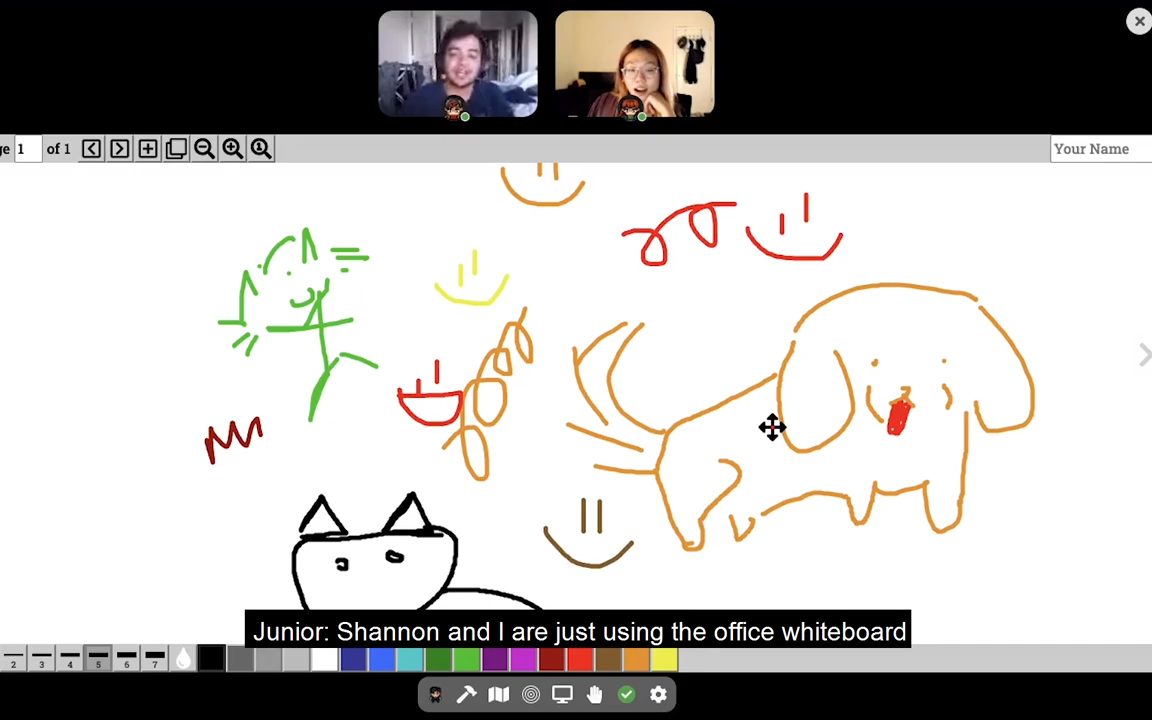 ge 1 of 1
Your Name
Junior: Shannon and I are just using the office whiteboard
2 3 4 5 6 7